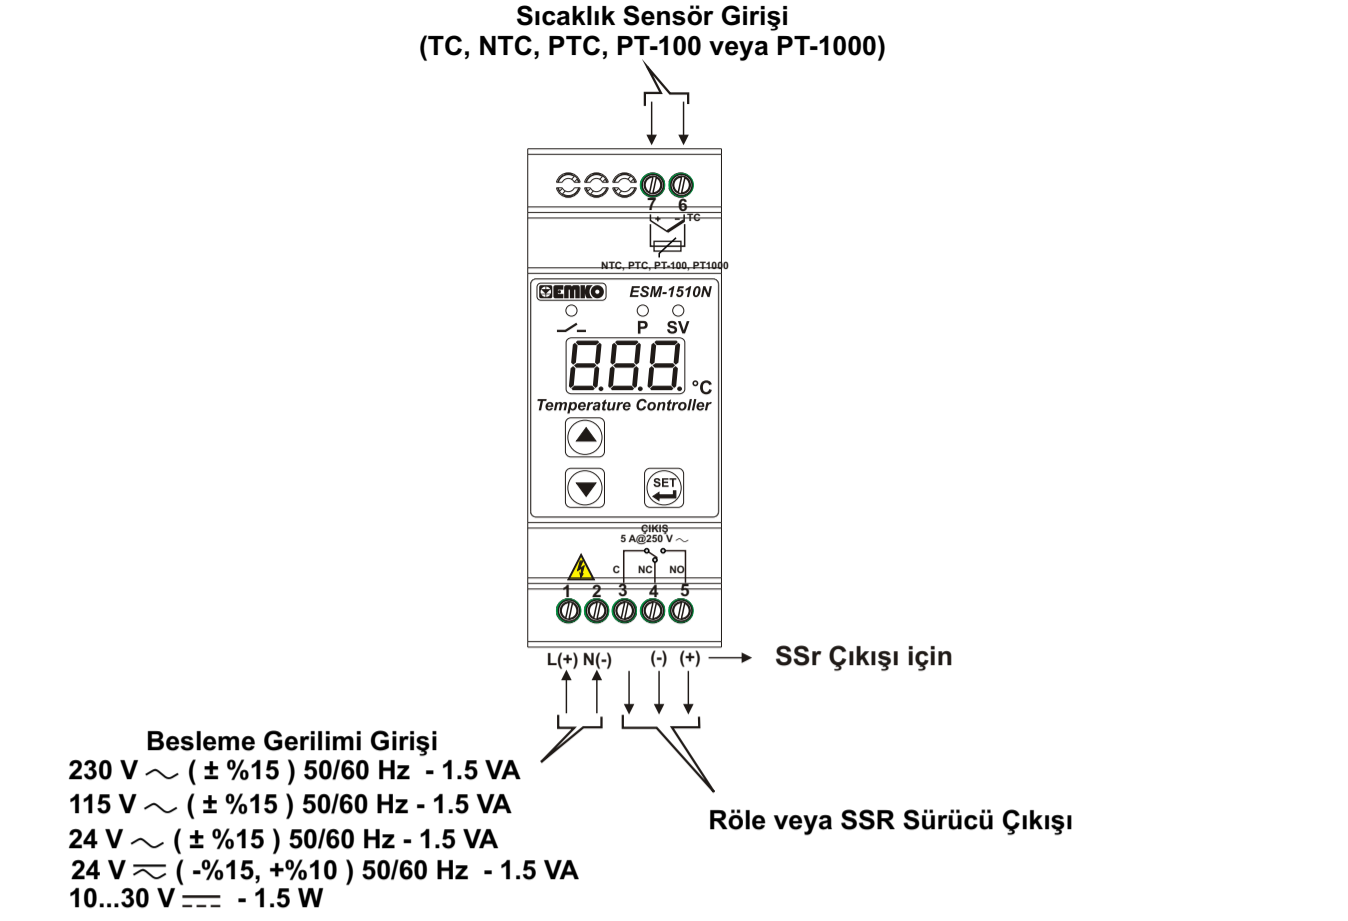 Sıcaklık Sensör Girişi
(TC, NTC, PTC, PT-100 veya PT-1000)
7 6
+ - TC
NTC, PTC, PT-100, PT1000
EMKO ESM-1510N
P SV
8.8.8. °C
Temperature Controller
SET
ÇIKIŞ
5 A@250 V ~
C NC NO
1 2 3 4 5
L(+) N(-) (-) (+) SSr Çıkışı için
Besleme Gerilimi Girişi
230 V ~ ( ± %15 ) 50/60 Hz - 1.5 VA
115 V ~ ( ± %15 ) 50/60 Hz - 1.5 VA
24 V ~ ( ± %15 ) 50/60 Hz - 1.5 VA
24 V ⏦ ( -%15, +%10 ) 50/60 Hz - 1.5 VA
10...30 V ⎓ - 1.5 W
Röle veya SSR Sürücü Çıkışı